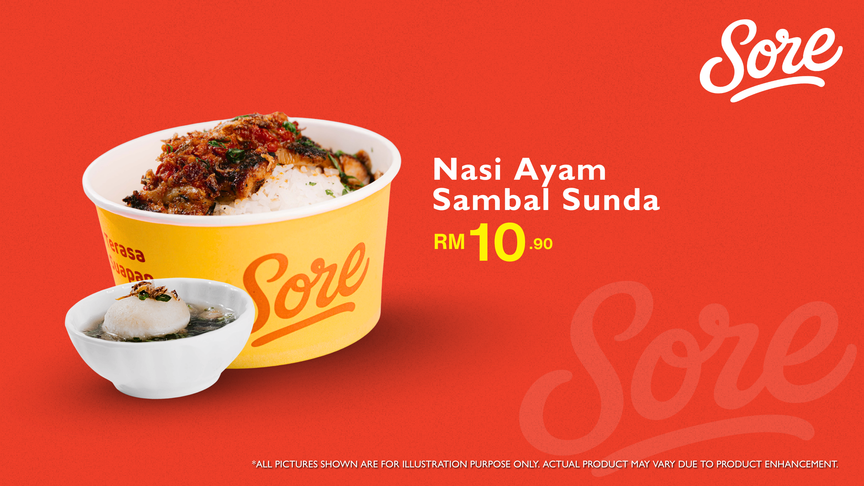 Sore
Nasi Ayam
Sambal Sunda
RM10.90
Sore
Sore
*ALL PICTURES SHOWN ARE FOR ILLUSTRATION PURPOSE ONLY. ACTUAL PRODUCT MAY VARY DUE TO PRODUCT ENHANCEMENT.